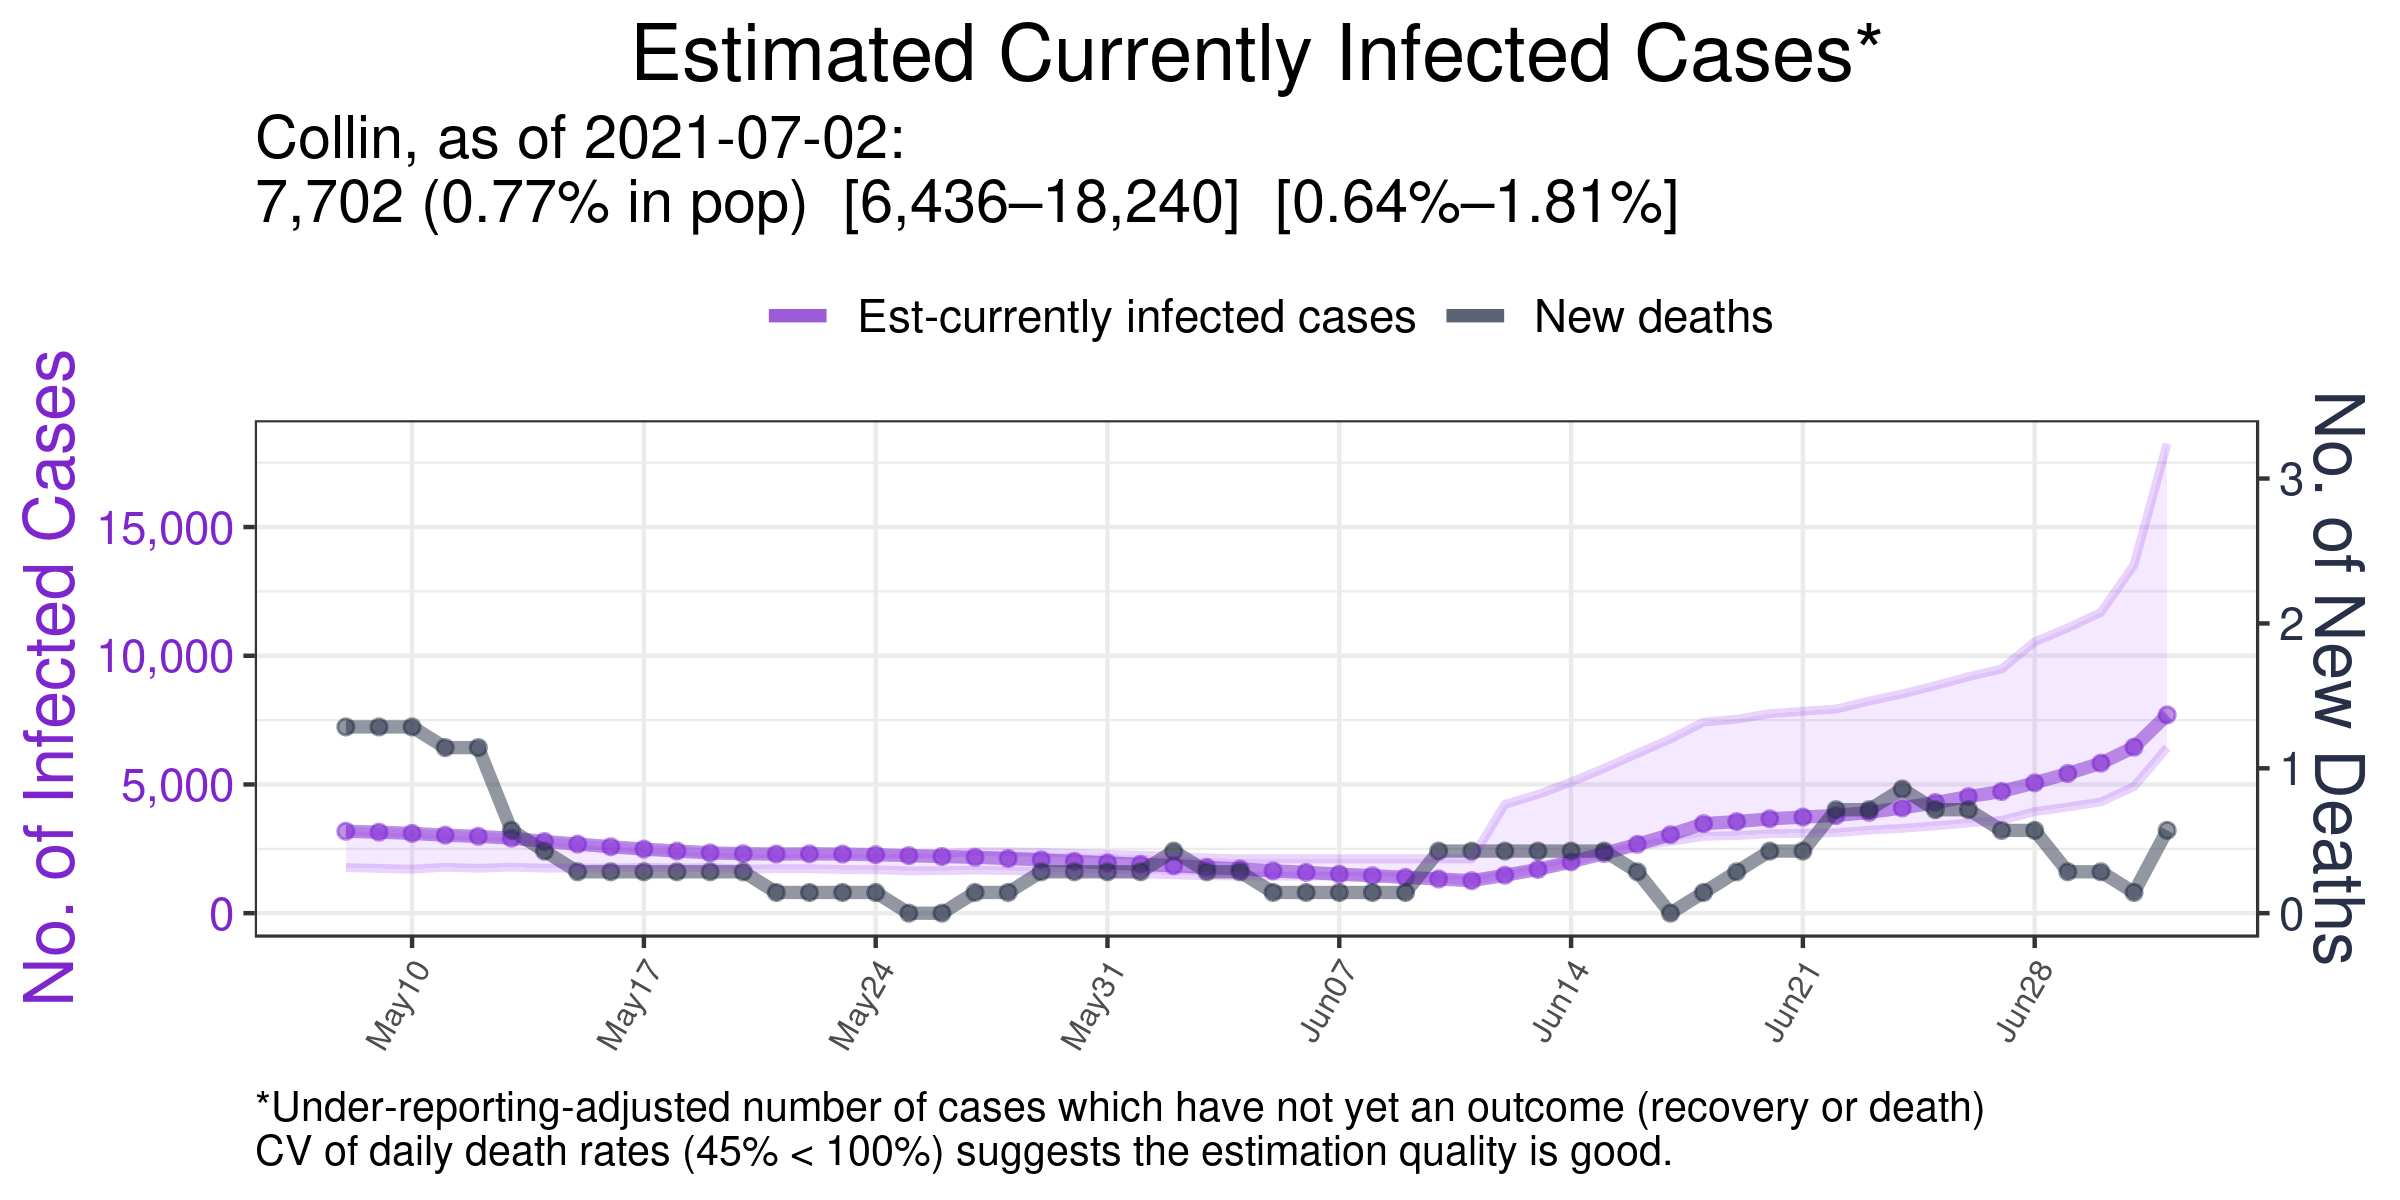 Estimated Currently Infected Cases*
Collin, as of 2021-07-02:
7,702 (0.77% in pop)  [6,436–18,240]  [0.64%–1.81%]
Est-currently infected cases
New deaths
No. of Infected Cases
15,000
10,000
5,000
0
3
2
1
0
No. of New Deaths
May10
May17
May24
May31
Jun07
Jun14
Jun21
Jun28
*Under-reporting-adjusted number of cases which have not yet an outcome (recovery or death)
CV of daily death rates (45% < 100%) suggests the estimation quality is good.